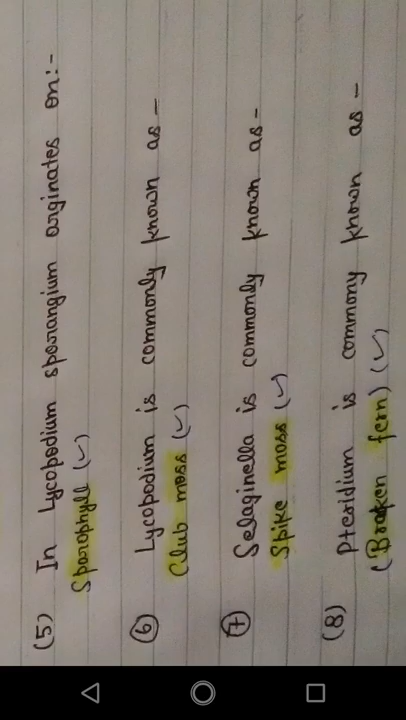 (5) In Lycopodium sporangium orginates on:-
Sporophyll (✓)
(6) Lycopodium is commonly known as -
Club moss (✓)
(7) Selaginella is commonly known as -
Spike moss (✓)
(8) Pteridium is commony known as -
(Braken fern) (✓)